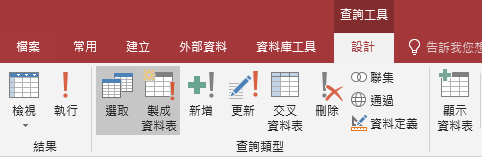 查詢工具
檔案 常用 建立 外部資料 資料庫工具 設計 告訴我您想
檢視 執行 選取 製成資料表 新增 更新 交叉資料表 刪除 聯集 通過 資料定義 顯示資料表
結果 查詢類型